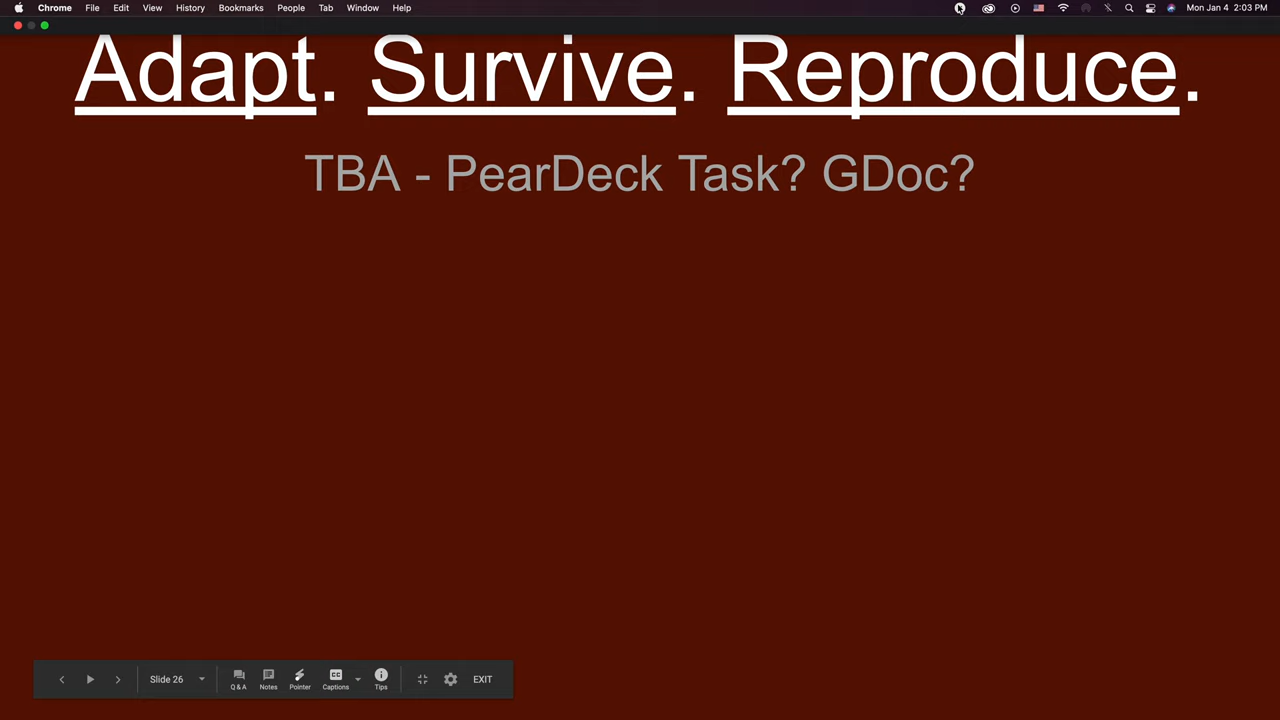 Chrome File Edit View History Bookmarks People Tab Window Help Mon Jan 4 2:03 PM
Adapt. Survive. Reproduce.
TBA - PearDeck Task? GDoc?
Slide 26 Q & A Notes Pointer CC Captions Tips EXIT